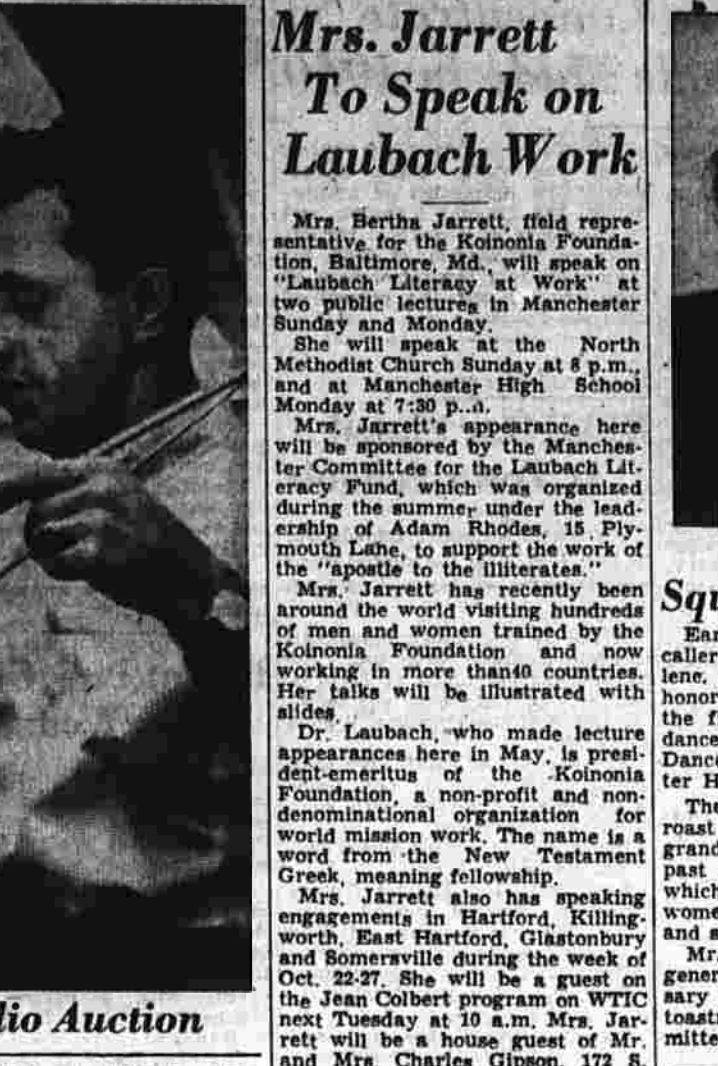 Mrs. Jarrett
To Speak on
Laubach Work
Mrs. Bertha Jarrett, field repre-
sentative for the Koinonia Founda-
tion, Baltimore, Md., will speak on
"Laubach Literacy at Work" at
two public lectures in Manchester
Sunday and Monday.
She will speak at the North
Methodist Church Sunday at 8 p.m.,
and at Manchester High School
Monday at 7:30 p.m.
Mrs. Jarrett's appearance here
will be sponsored by the Manches-
ter Committee for the Laubach Lit-
eracy Fund, which was organized
during the summer under the lead-
ership of Adam Rhodes, 15 Ply-
mouth Lane, to support the work of
the "apostle to the illiterates."
Mrs. Jarrett has recently been
around the world visiting hundreds
of men and women trained by the
Koinonia Foundation and now
working in more than40 countries.
Her talks will be illustrated with
slides.
Dr. Laubach, who made lecture
appearances here in May, is presi-
dent-emeritus of the Koinonia
Foundation, a non-profit and non-
denominational organization for
world mission work. The name is a
word from the New Testament
Greek, meaning fellowship.
Mrs. Jarrett also has speaking
engagements in Hartford, Killing-
worth, East Hartford, Glastonbury
and Somersville during the week of
Oct. 22-27. She will be a guest on
the Jean Colbert program on WTIC
next Tuesday at 10 a.m. Mrs. Jar-
rett will be a house guest of Mr.
and Mrs. Charles Gipson, 172 S.
dio Auction
Squ
Ear
caller
lene,
honor
the f
dance
Dance
ter H
Th
roast
grand
past
which
wome
and s
Mr.
gener
sary
toast
mitte